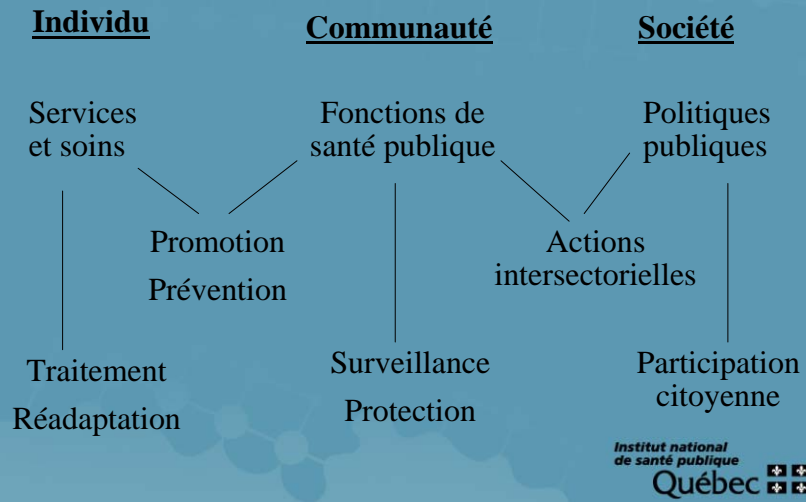 Individu
Communauté
Société
Services
et soins
Fonctions de
santé publique
Politiques
publiques
Promotion
Prévention
Actions
intersectorielles
Traitement
Réadaptation
Surveillance
Protection
Participation
citoyenne
Institut national
de santé publique
Québec